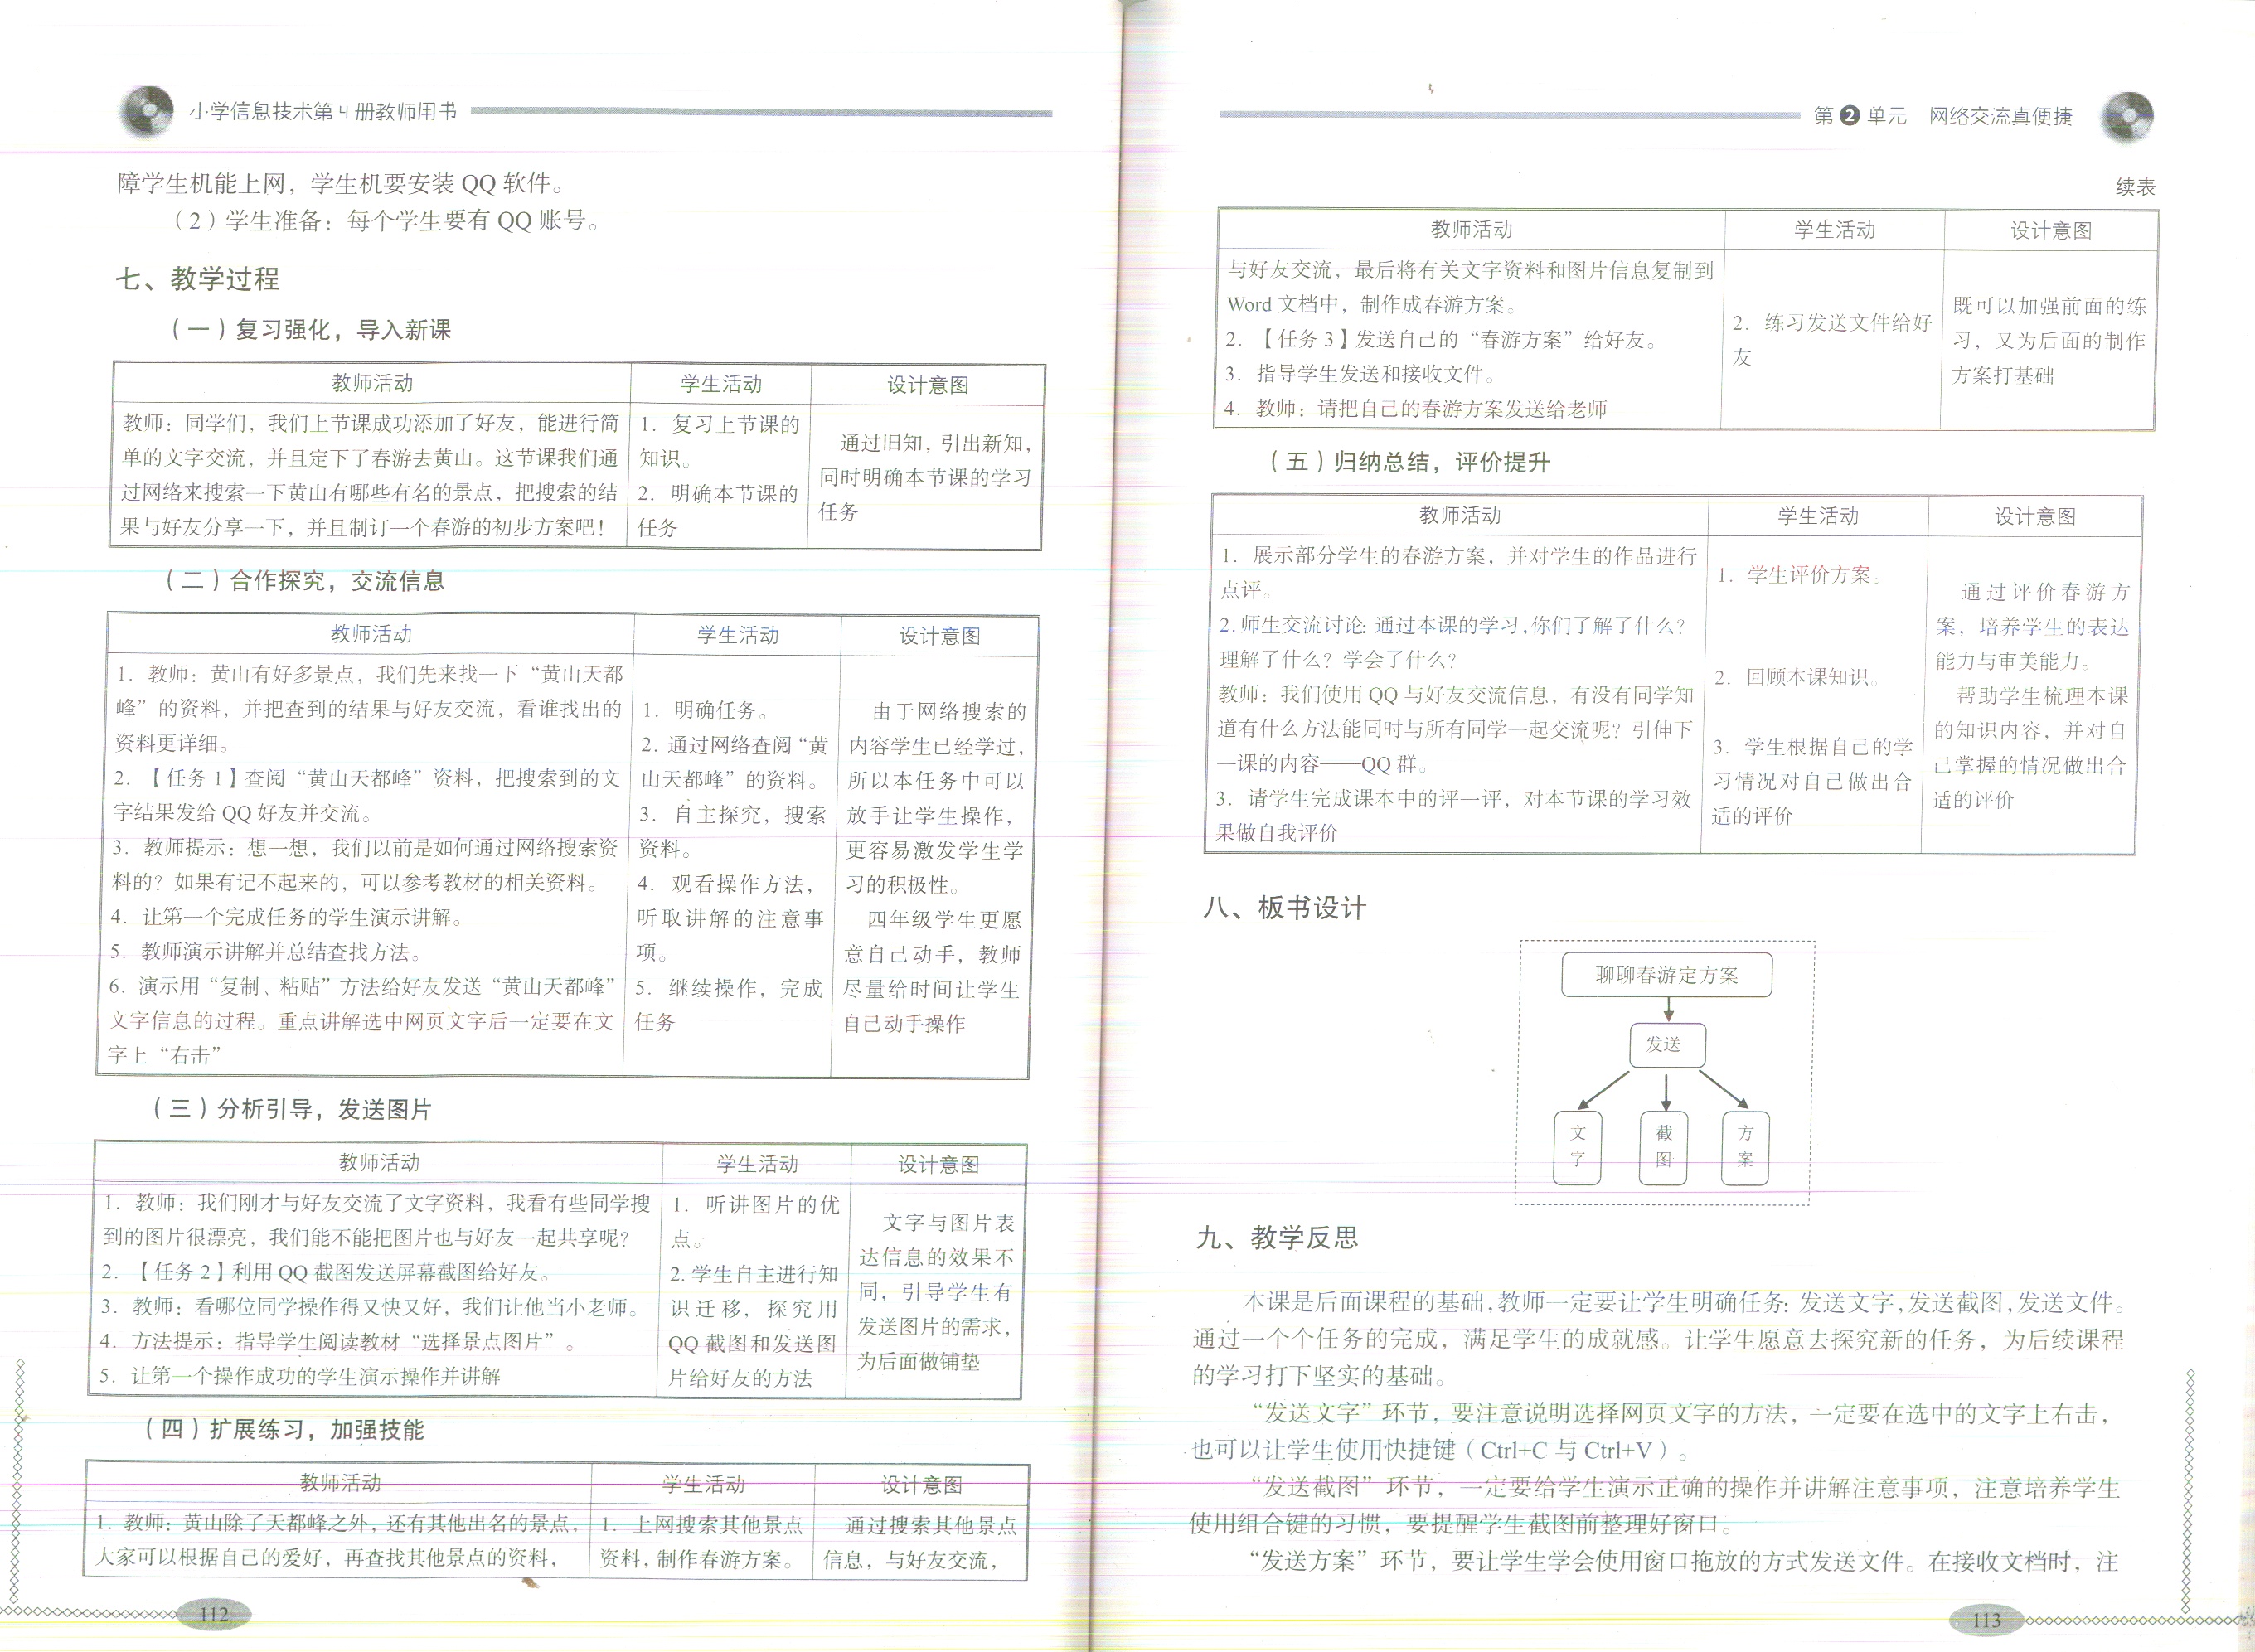 小学信息技术第4册教师用书
障学生机能上网，学生机要安装 QQ 软件。
（2）学生准备：每个学生要有 QQ 账号。
七、教学过程
（一）复习强化，导入新课
教师活动
学生活动
设计意图
教师：同学们，我们上节课成功添加了好友，能进行简
单的文字交流，并且定下了春游去黄山。这节课我们通
过网络来搜索一下黄山有哪些有名的景点，把搜索的结
果与好友分享一下，并且制订一个春游的初步方案吧！
1. 复习上节课的
知识。
2. 明确本节课的
任务
通过旧知，引出新知，
同时明确本节课的学习
任务
（二）合作探究，交流信息
教师活动
学生活动
设计意图
1. 教师：黄山有好多景点，我们先来找一下“黄山天都
峰”的资料，并把查到的结果与好友交流，看谁找出的
资料更详细。
2. 【任务 1】查阅“黄山天都峰”资料，把搜索到的文
字结果发给 QQ 好友并交流。
3. 教师提示：想一想，我们以前是如何通过网络搜索资
料的？如果有记不起来的，可以参考教材的相关资料。
4. 让第一个完成任务的学生演示讲解。
5. 教师演示讲解并总结查找方法。
6. 演示用“复制、粘贴”方法给好友发送“黄山天都峰”
文字信息的过程。重点讲解选中网页文字后一定要在文
字上“右击”
1. 明确任务。
2. 通过网络查阅“黄
山天都峰”的资料。
3. 自主探究，搜索
资料。
4. 观看操作方法，
听取讲解的注意事
项。
5. 继续操作，完成
任务
由于网络搜索的
内容学生已经学过，
所以本任务中可以
放手让学生操作，
更容易激发学生学
习的积极性。
四年级学生更愿
意自己动手，教师
尽量给时间让学生
自己动手操作
（三）分析引导，发送图片
教师活动
学生活动
设计意图
1. 教师：我们刚才与好友交流了文字资料，我看有些同学搜
到的图片很漂亮，我们能不能把图片也与好友一起共享呢？
2. 【任务 2】利用 QQ 截图发送屏幕截图给好友。
3. 教师：看哪位同学操作得又快又好，我们让他当小老师。
4. 方法提示：指导学生阅读教材“选择景点图片”。
5. 让第一个操作成功的学生演示操作并讲解
1. 听讲图片的优
点。
2. 学生自主进行知
识迁移，探究用
QQ 截图和发送图
片给好友的方法
文字与图片表
达信息的效果不
同，引导学生有
发送图片的需求，
为后面做铺垫
（四）扩展练习，加强技能
教师活动
学生活动
设计意图
1. 教师：黄山除了天都峰之外，还有其他出名的景点，
大家可以根据自己的爱好，再查找其他景点的资料，
1. 上网搜索其他景点
资料，制作春游方案。
通过搜索其他景点
信息，与好友交流，
112
第2单元　网络交流真便捷
续表
教师活动
学生活动
设计意图
与好友交流，最后将有关文字资料和图片信息复制到
Word 文档中，制作成春游方案。
2. 【任务 3】发送自己的“春游方案”给好友。
3. 指导学生发送和接收文件。
4. 教师：请把自己的春游方案发送给老师
2. 练习发送文件给好
友
既可以加强前面的练
习，又为后面的制作
方案打基础
（五）归纳总结，评价提升
教师活动
学生活动
设计意图
1. 展示部分学生的春游方案，并对学生的作品进行
点评。
2. 师生交流讨论：通过本课的学习，你们了解了什么？
理解了什么？学会了什么？
教师：我们使用 QQ 与好友交流信息，有没有同学知
道有什么方法能同时与所有同学一起交流呢？引伸下
一课的内容——QQ 群。
3. 请学生完成课本中的评一评，对本节课的学习效
果做自我评价
1. 学生评价方案。
2. 回顾本课知识。
3. 学生根据自己的学
习情况对自己做出合
适的评价
通过评价春游方
案，培养学生的表达
能力与审美能力。
帮助学生梳理本课
的知识内容，并对自
己掌握的情况做出合
适的评价
八、板书设计
聊聊春游定方案
发送
文字
截图
方案
九、教学反思
本课是后面课程的基础，教师一定要让学生明确任务：发送文字，发送截图，发送文件。
通过一个个任务的完成，满足学生的成就感。让学生愿意去探究新的任务，为后续课程
的学习打下坚实的基础。
“发送文字”环节，要注意说明选择网页文字的方法，一定要在选中的文字上右击，
也可以让学生使用快捷键（Ctrl+C 与 Ctrl+V）。
“发送截图”环节，一定要给学生演示正确的操作并讲解注意事项，注意培养学生
使用组合键的习惯，要提醒学生截图前整理好窗口。
“发送方案”环节，要让学生学会使用窗口拖放的方式发送文件。在接收文档时，注
113